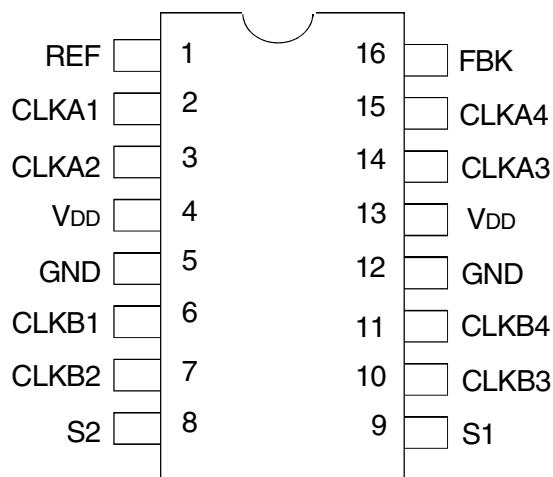 REF 1 16 FBK
CLKA1 2 15 CLKA4
CLKA2 3 14 CLKA3
VDD 4 13 VDD
GND 5 12 GND
CLKB1 6 11 CLKB4
CLKB2 7 10 CLKB3
S2 8 9 S1